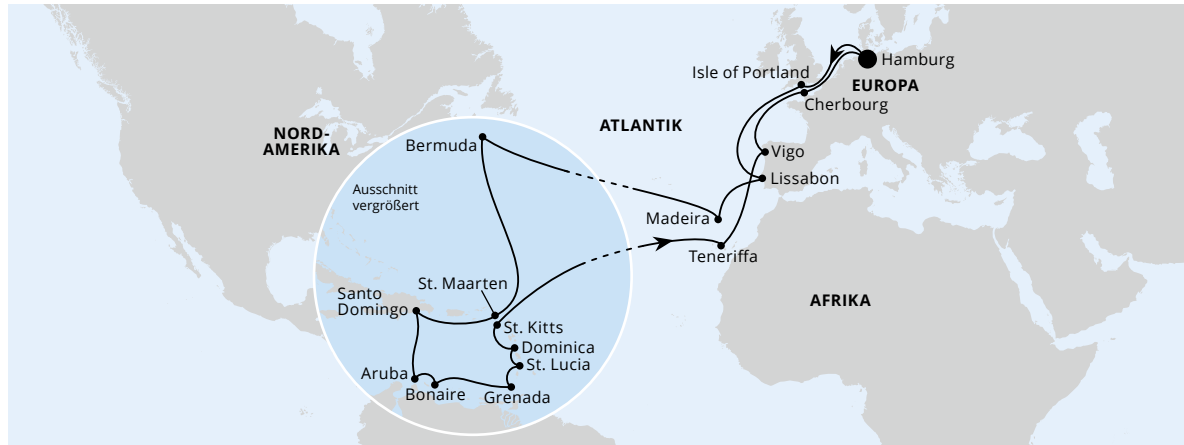 Hamburg
Isle of Portland
EUROPA
Cherbourg
ATLANTIK
NORD-
AMERIKA
Bermuda
Vigo
Lissabon
Ausschnitt
vergrößert
Madeira
Teneriffa
St. Maarten
Santo
Domingo
AFRIKA
St. Kitts
Dominica
St. Lucia
Aruba
Bonaire
Grenada